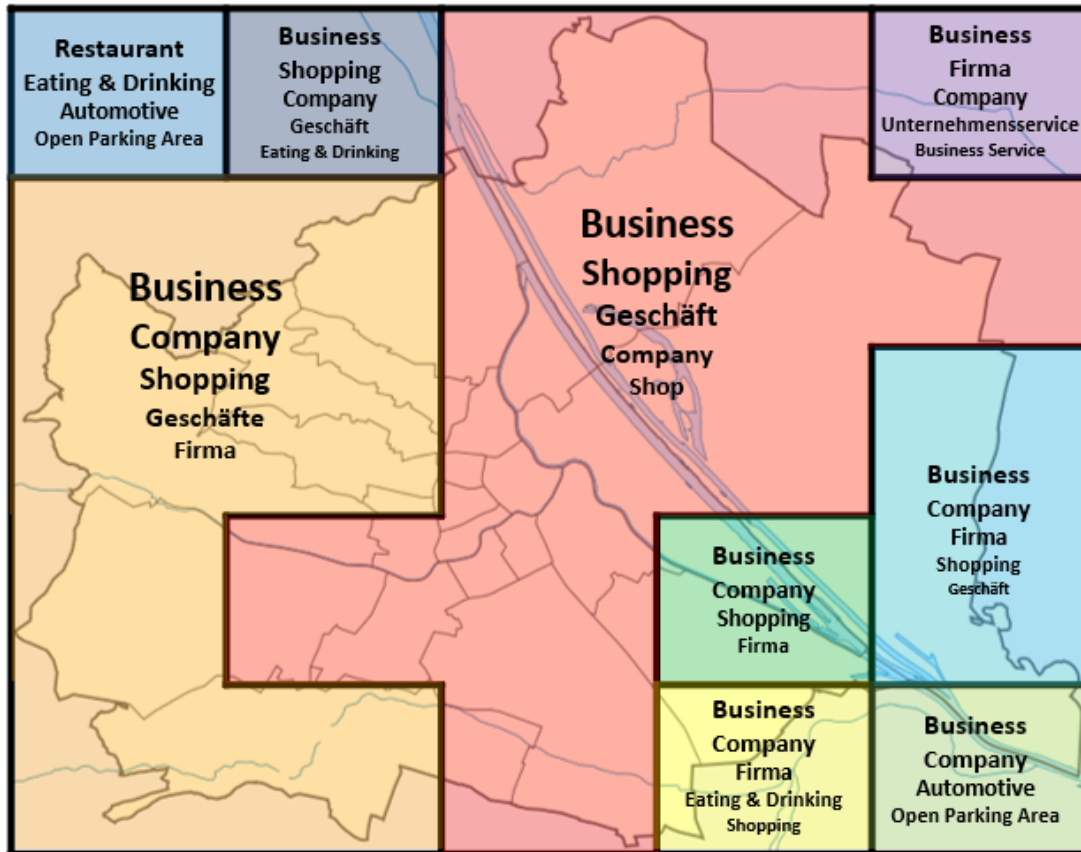 Restaurant
Eating & Drinking
Automotive
Open Parking Area
Business
Shopping
Company
Geschäft
Eating & Drinking
Business
Firma
Company
Unternehmensservice
Business Service
Business
Company
Shopping
Geschäfte
Firma
Business
Shopping
Geschäft
Company
Shop
Business
Company
Firma
Shopping
Geschäft
Business
Company
Shopping
Firma
Business
Company
Firma
Eating & Drinking
Shopping
Business
Company
Automotive
Open Parking Area